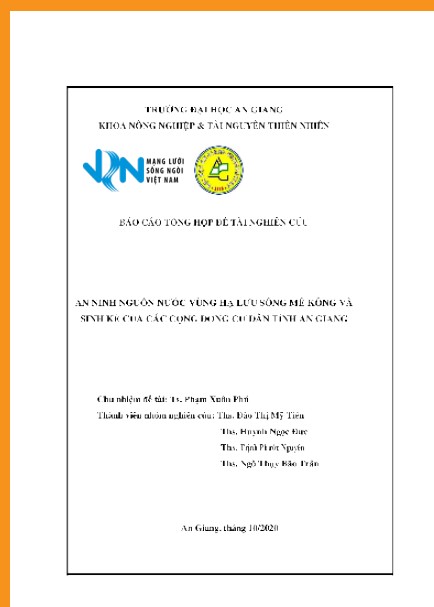 TRƯỜNG ĐẠI HỌC AN GIANG
KHOA NÔNG NGHIỆP & TÀI NGUYÊN THIÊN NHIÊN
VRN MẠNG LƯỚI
SÔNG NGÒI
VIỆT NAM
BÁO CÁO TỔNG HỢP ĐỀ TÀI NGHIÊN CỨU
AN NINH NGUỒN NƯỚC VÙNG HẠ LƯU SÔNG MÊ KÔNG VÀ
SINH KẾ CỦA CÁC CỘNG ĐỒNG CƯ DÂN TỈNH AN GIANG
Chủ nhiệm đề tài: Ts. Phạm Xuân Phú
Thành viên nhóm nghiên cứu: Ths. Đào Thị Mỹ Tiên
Ths. Huỳnh Ngọc Đức
Ths. Trịnh Phước Nguyên
Ths. Ngô Thụy Bảo Trân
An Giang, tháng 10/2020